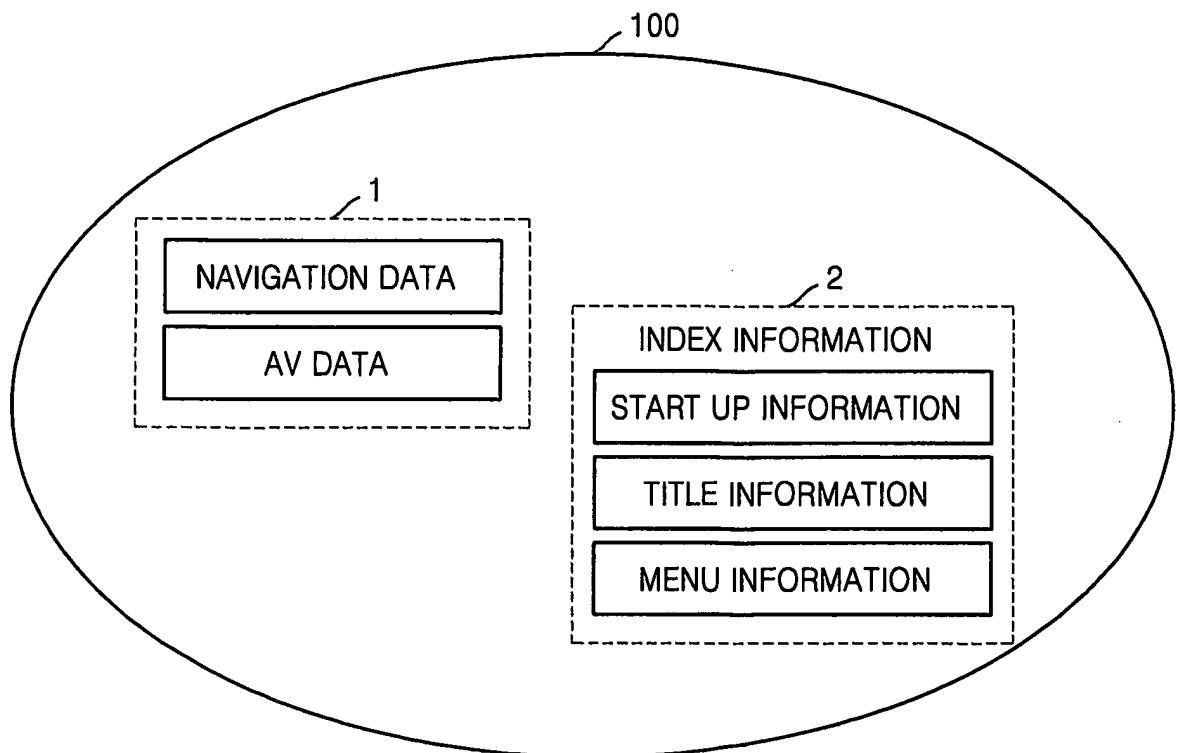 100
1
NAVIGATION DATA
AV DATA
2
INDEX INFORMATION
START UP INFORMATION
TITLE INFORMATION
MENU INFORMATION